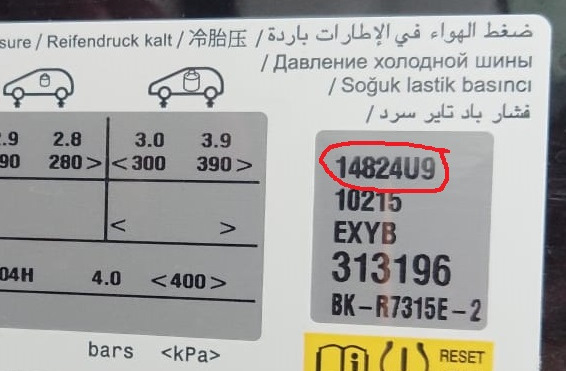 sure / Reifendruck kalt / 冷胎压 / ضغط الهواء في الإطارات باردة
/ Давление холодной шины
/ Soğuk lastik basıncı
/ فشار باد تایر سرد
.9 2.8 3.0 3.9
90 280> <300 390>
< >
04H 4.0 <400>
bars <kPa>
14824U9
10215
EXYB
313196
BK-R7315E-2
RESET